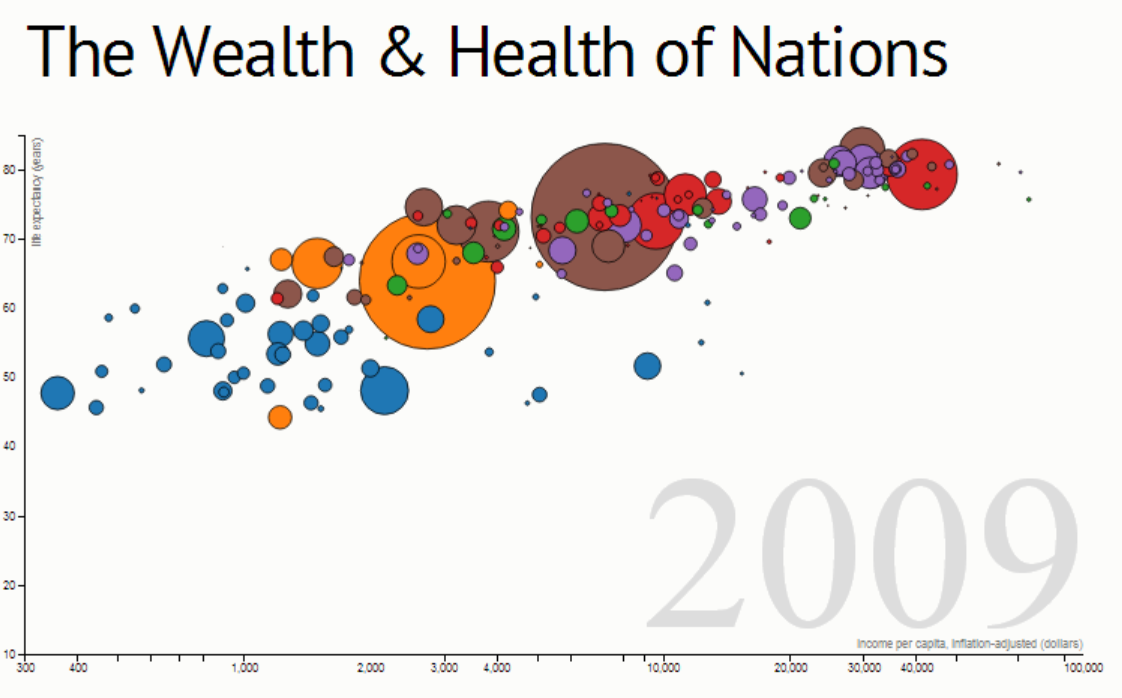 The Wealth & Health of Nations
life expectancy (years)
80
70
60
50
40
30
20
10
2009
income per capita, inflation-adjusted (dollars)
300 400 1,000 2,000 3,000 4,000 10,000 20,000 30,000 40,000 100,000